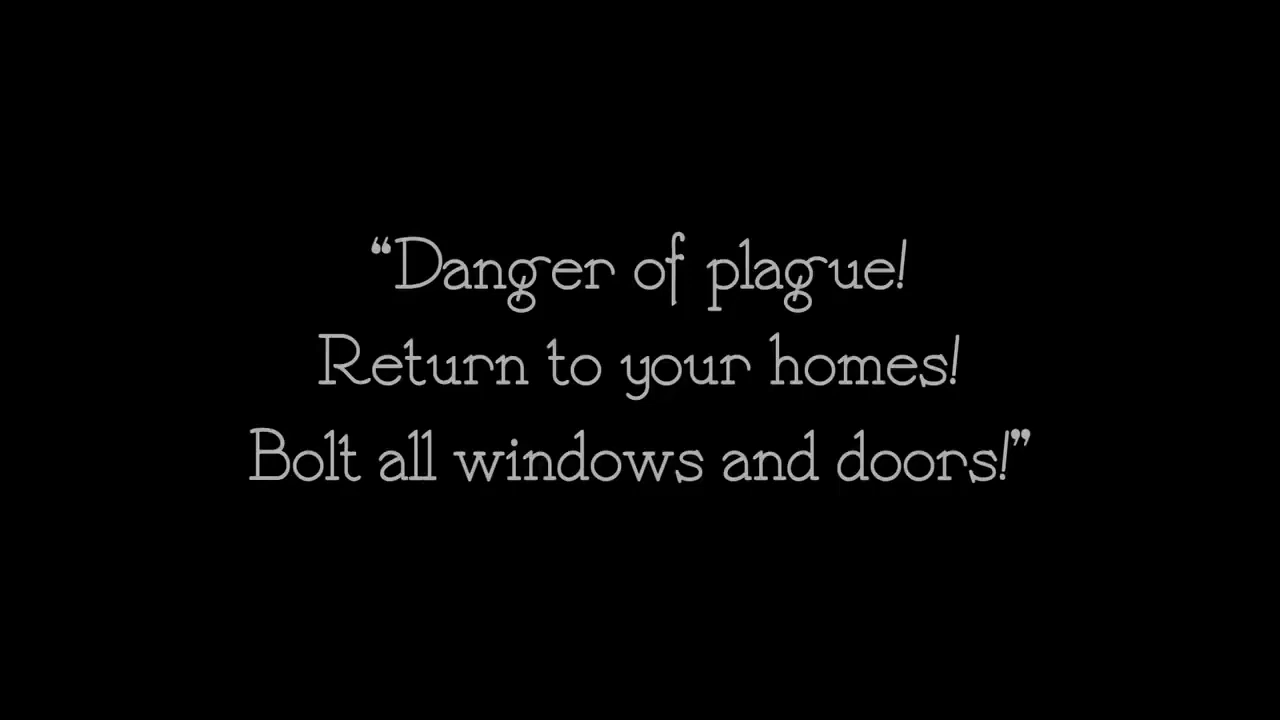 “Danger of plague!
Return to your homes!
Bolt all windows and doors!”